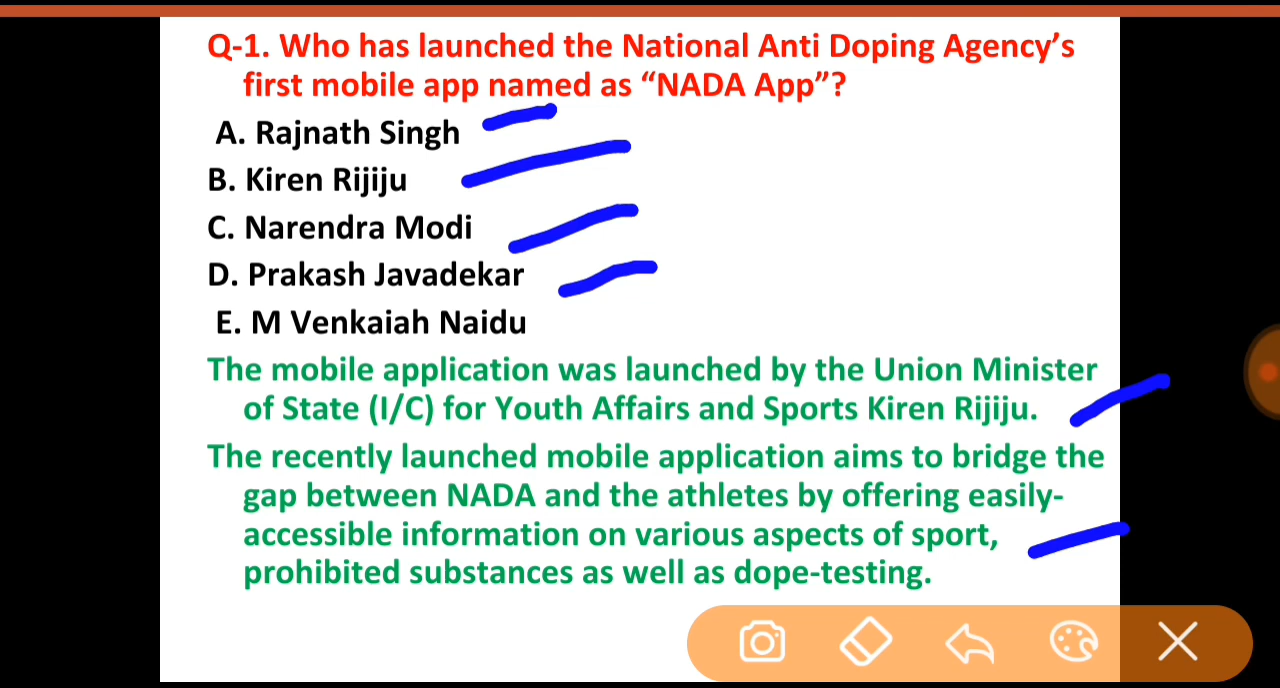 Q-1. Who has launched the National Anti Doping Agency’s
first mobile app named as “NADA App”?
A. Rajnath Singh
B. Kiren Rijiju
C. Narendra Modi
D. Prakash Javadekar
E. M Venkaiah Naidu
The mobile application was launched by the Union Minister
of State (I/C) for Youth Affairs and Sports Kiren Rijiju.
The recently launched mobile application aims to bridge the
gap between NADA and the athletes by offering easily-
accessible information on various aspects of sport,
prohibited substances as well as dope-testing.